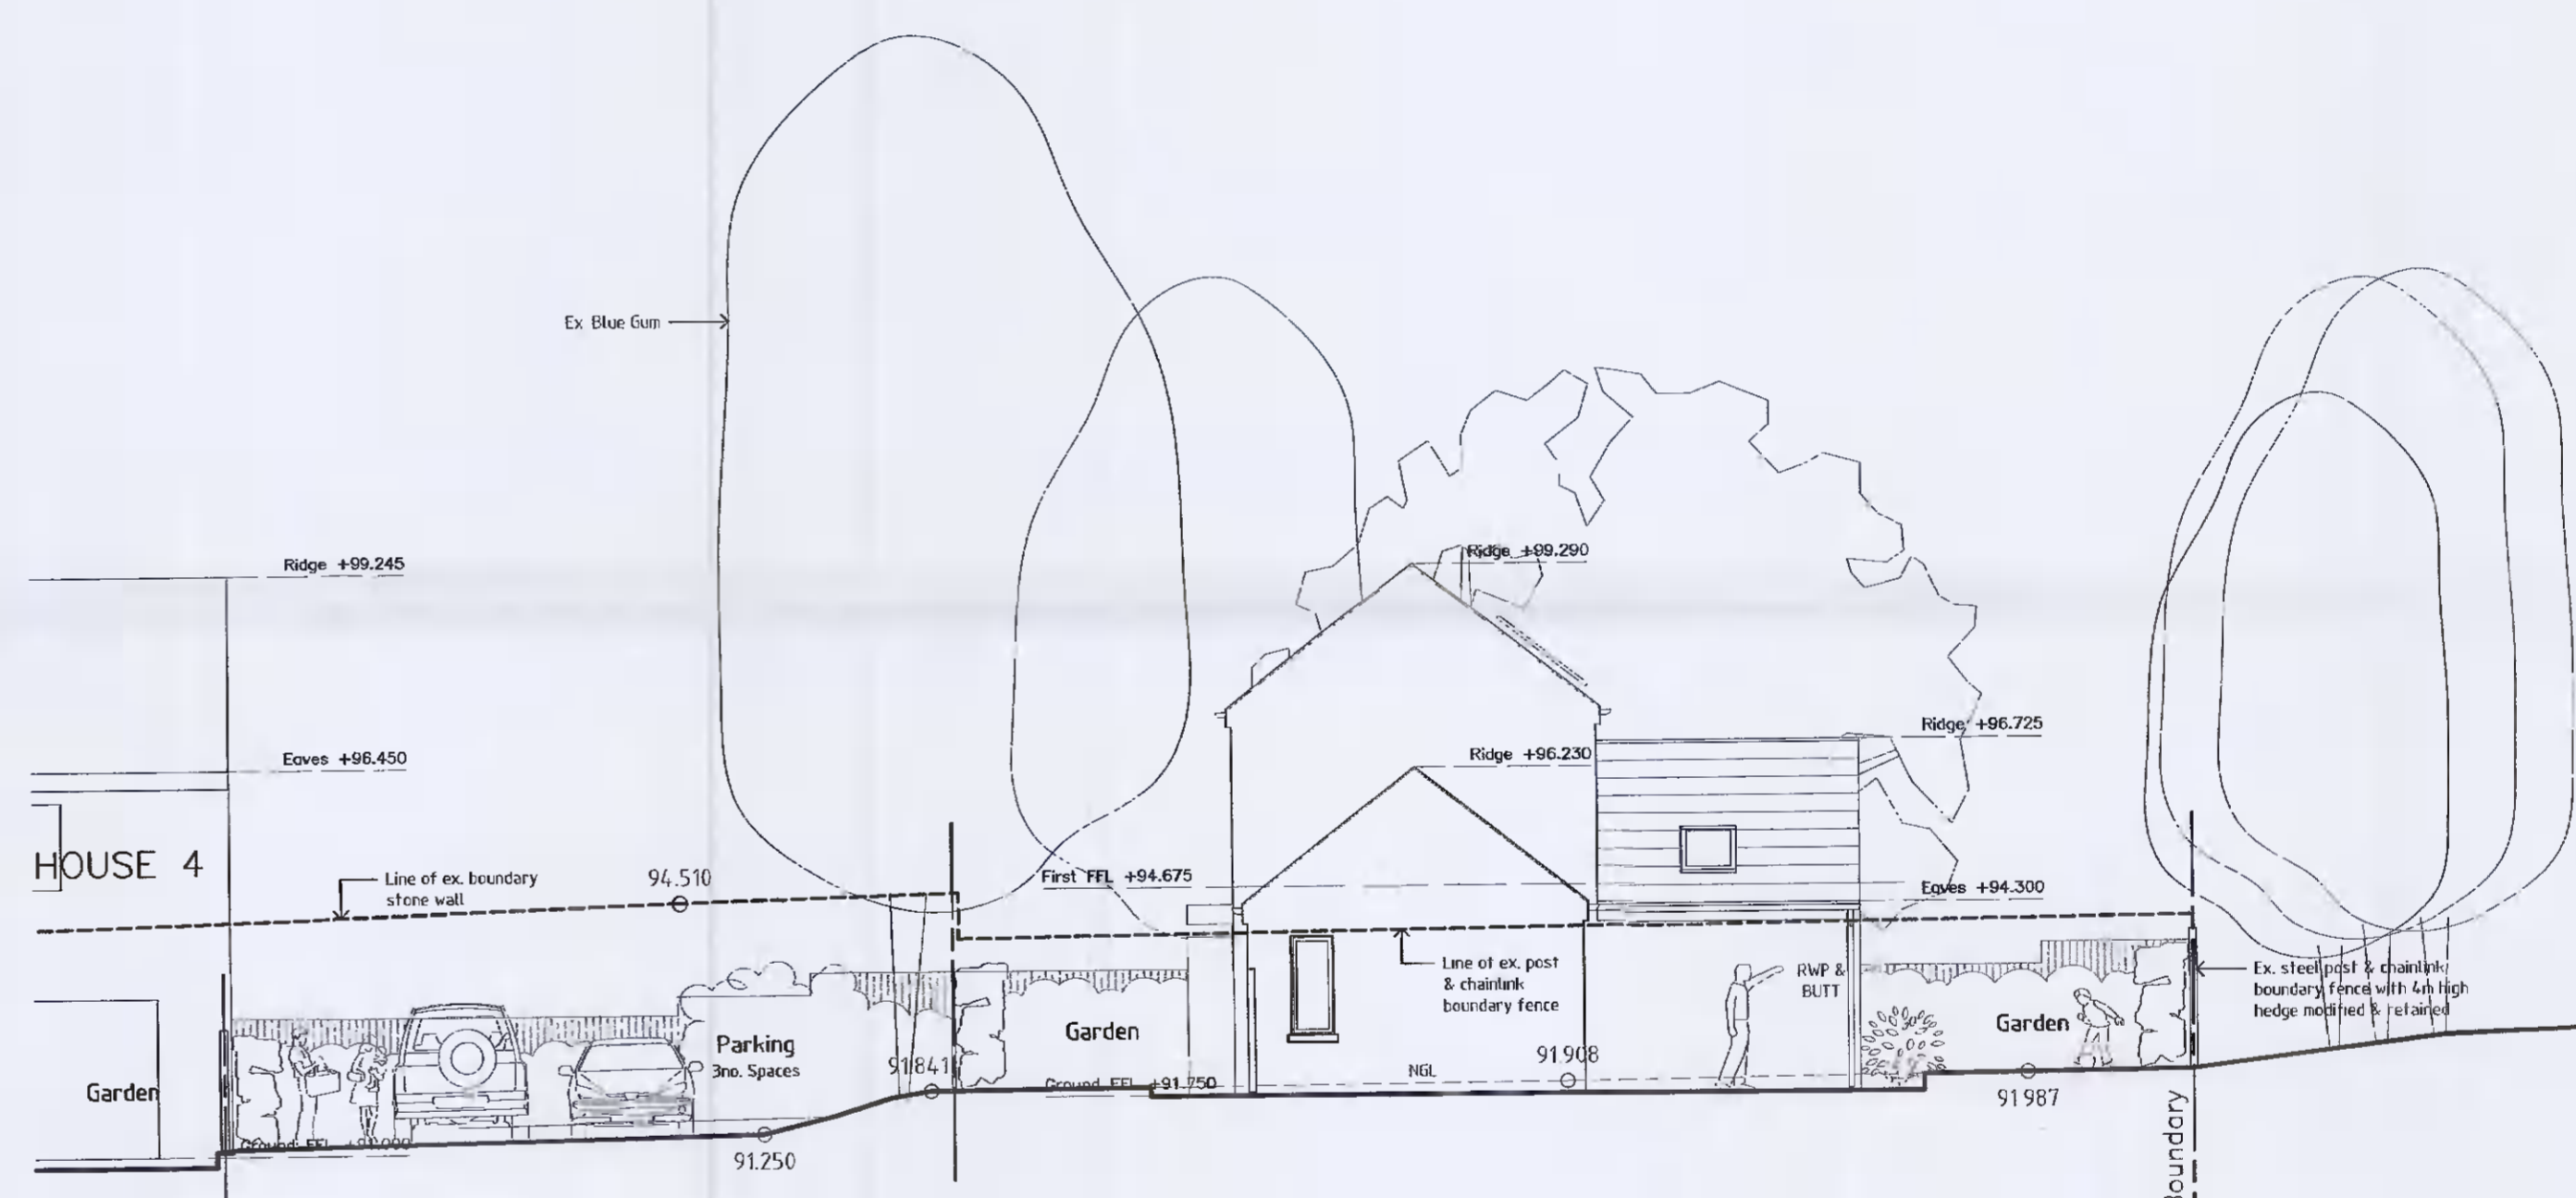 Ex Blue Gum
Ridge +99.245
Ridge +99.290
Ridge +96.725
Ridge +96.230
Eaves +96.450
HOUSE 4
Line of ex. boundary
stone wall
94.510
First FFL +94.675
Eaves +94.300
Line of ex. post
& chainlink
boundary fence
RWP &
BUTT
Ex. steel post & chainlink
boundary fence with 4m high
hedge modified & retained
Garden
Garden
Parking
3no. Spaces
91.841
Ground FFL +91.750
NGL
91.908
Garden
91.987
Ground FFL +91.000
91.250
Boundary